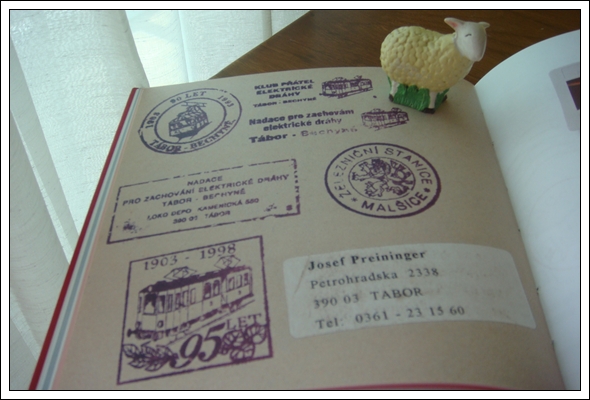 90 LET
1903 1993
TÁBOR - BECHYNĚ
KLUB PŘÁTEL
ELEKTRICKÉ
DRÁHY
TÁBOR - BECHYNĚ
Nadace pro zachování
elektrické dráhy
Tábor - Bechyně
NADACE
PRO ZACHOVÁNÍ ELEKTRICKÉ DRÁHY
TÁBOR - BECHYNĚ
LOKO DEPO
390 01 TÁBOR
ŽELEZNIČNÍ STANICE
MALŠICE
1903 - 1998
95 LET
Josef Preininger
Petrohradska 2338
390 03 TABOR
Tel: 0361 - 23 15 60